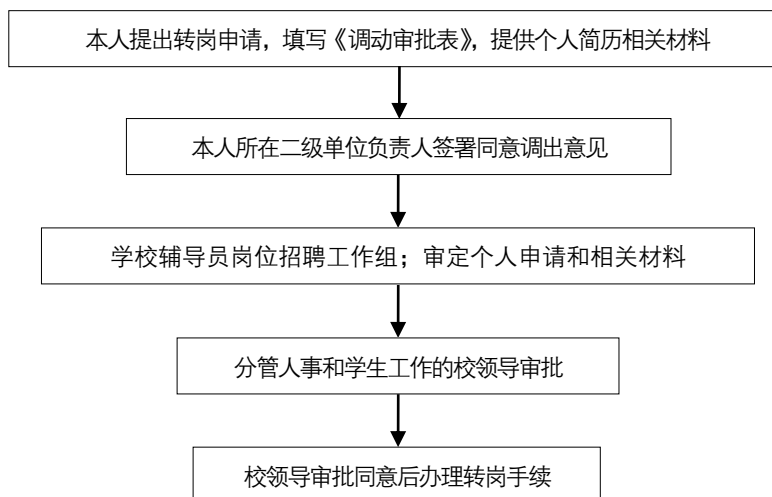 本人提出转岗申请，填写《调动审批表》，提供个人简历相关材料
本人所在二级单位负责人签署同意调出意见
学校辅导员岗位招聘工作组；审定个人申请和相关材料
分管人事和学生工作的校领导审批
校领导审批同意后办理转岗手续